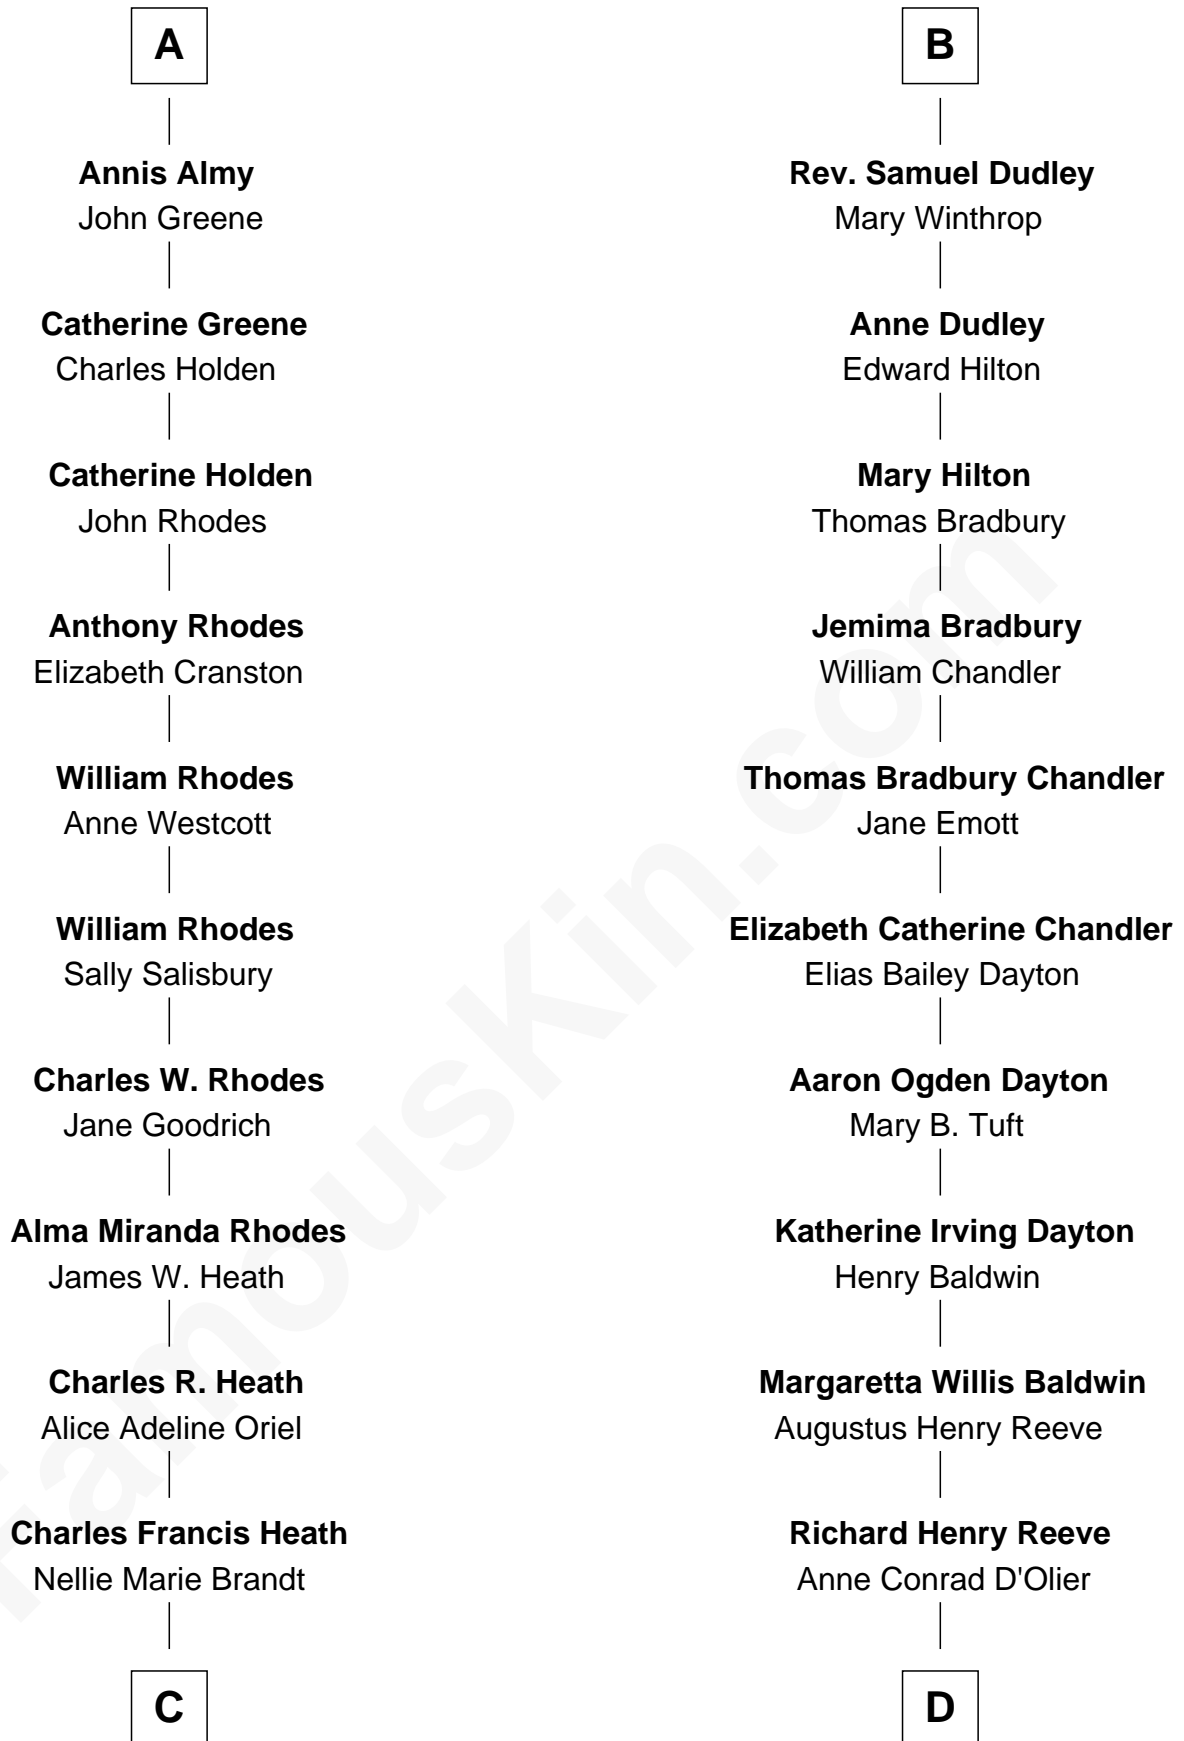 A
Annis Almy
John Greene
Catherine Greene
Charles Holden
Catherine Holden
John Rhodes
Anthony Rhodes
Elizabeth Cranston
William Rhodes
Anne Westcott
William Rhodes
Sally Salisbury
Charles W. Rhodes
Jane Goodrich
Alma Miranda Rhodes
James W. Heath
Charles R. Heath
Alice Adeline Oriel
Charles Francis Heath
Nellie Marie Brandt
C
B
Rev. Samuel Dudley
Mary Winthrop
Anne Dudley
Edward Hilton
Mary Hilton
Thomas Bradbury
Jemima Bradbury
William Chandler
Thomas Bradbury Chandler
Jane Emott
Elizabeth Catherine Chandler
Elias Bailey Dayton
Aaron Ogden Dayton
Mary B. Tuft
Katherine Irving Dayton
Henry Baldwin
Margaretta Willis Baldwin
Augustus Henry Reeve
Richard Henry Reeve
Anne Conrad D'Olier
D
FamousKin.com